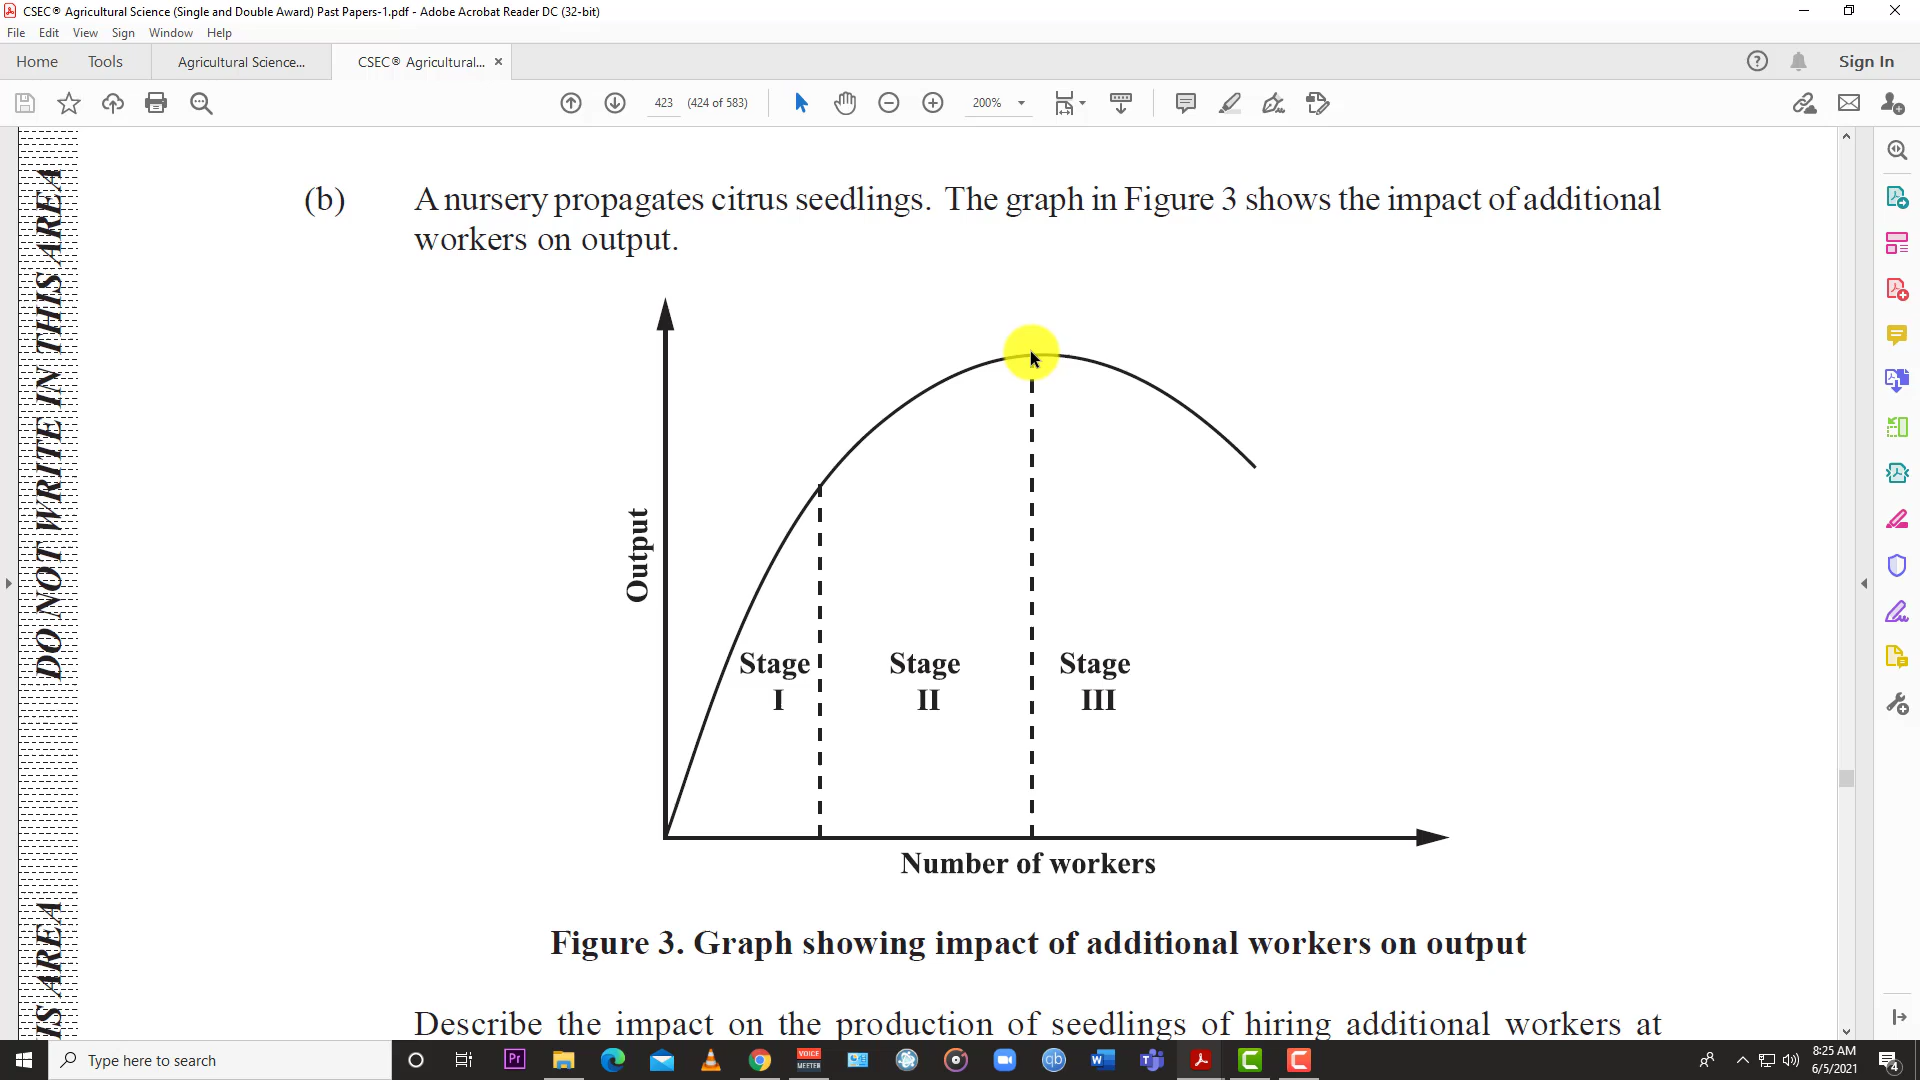 CSEC® Agricultural Science (Single and Double Award) Past Papers-1.pdf - Adobe Acrobat Reader DC (32-bit)
File Edit View Sign Window Help
Home Tools Agricultural Science... CSEC® Agricultural... Sign In
423 (424 of 583) 200%
DO NOT WRITE IN THIS AREA
(b) A nursery propagates citrus seedlings. The graph in Figure 3 shows the impact of additional
workers on output.
Output
Stage
I
Stage
II
Stage
III
Number of workers
Figure 3. Graph showing impact of additional workers on output
IS AREA
Describe the impact on the production of seedlings of hiring additional workers at
Type here to search
Pr
VOICE
MEETER
qb
8:25 AM
6/5/2021
4